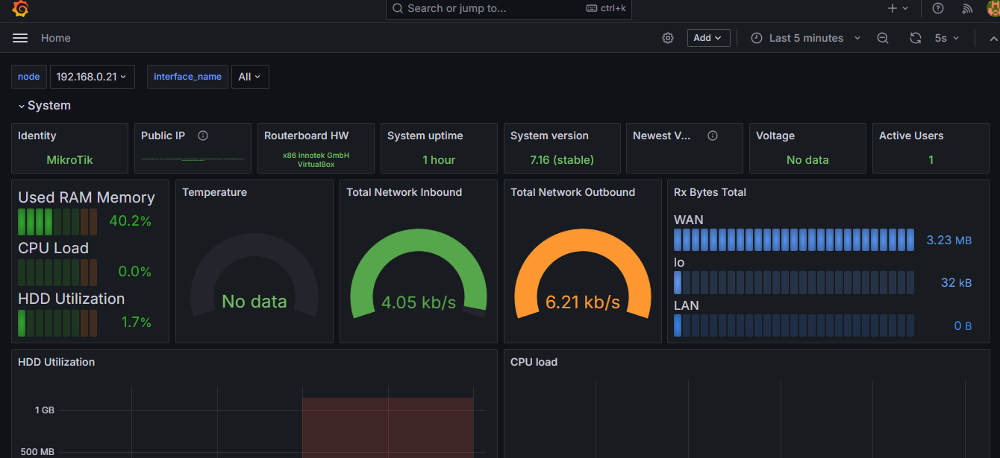 Search or jump to...
ctrl+k
Home
Add
Last 5 minutes
5s
node
192.168.0.21
interface_name
All
System
Identity
MikroTik
Public IP
Routerboard HW
x86 innotek GmbH
VirtualBox
System uptime
1 hour
System version
7.16 (stable)
Newest V...
Voltage
No data
Active Users
1
Used RAM Memory
40.2%
CPU Load
0.0%
HDD Utilization
1.7%
Temperature
No data
Total Network Inbound
4.05 kb/s
Total Network Outbound
6.21 kb/s
Rx Bytes Total
WAN
3.23 MB
lo
32 kB
LAN
0 B
HDD Utilization
1 GB
500 MB
CPU load